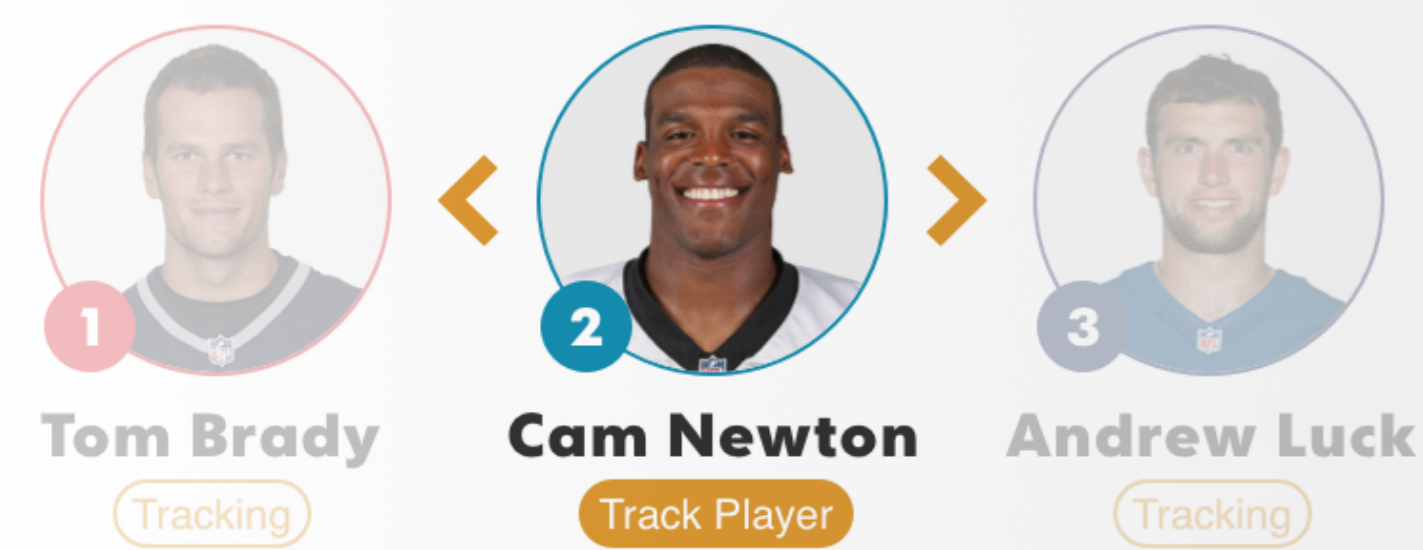 1
2
3
Tom Brady
Cam Newton
Andrew Luck
Tracking
Track Player
Tracking